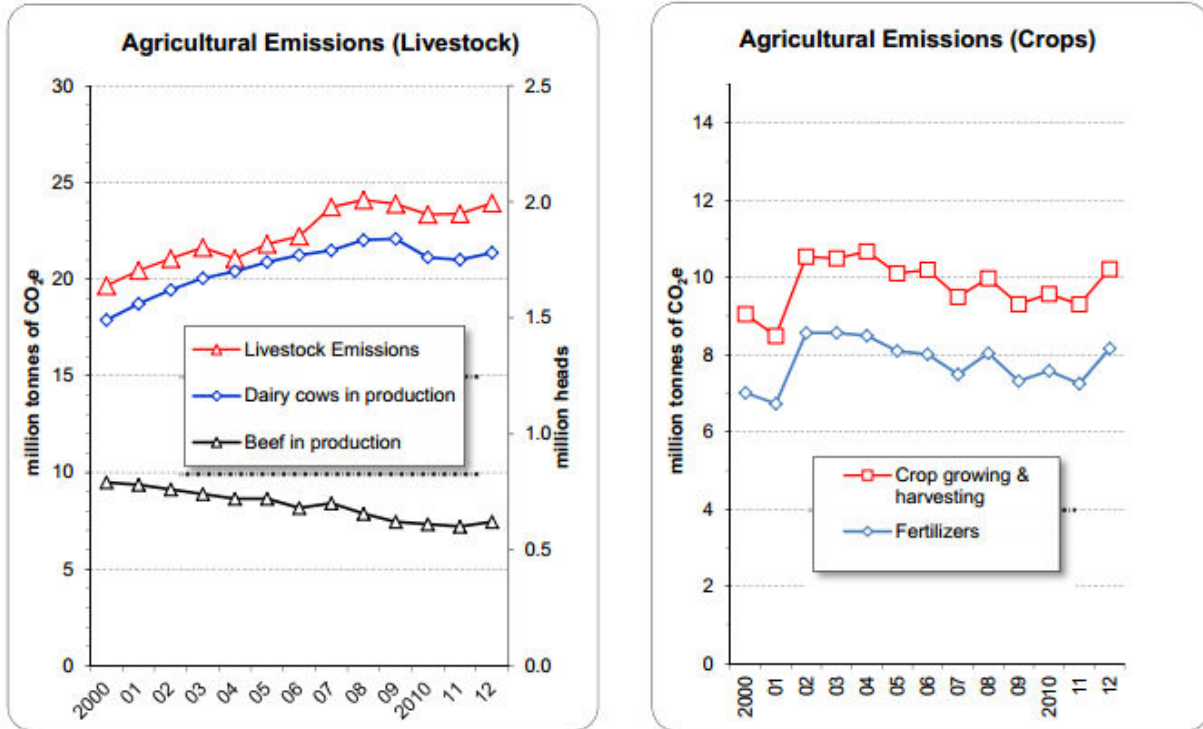 Agricultural Emissions (Livestock)
million tonnes of CO₂e
30
25
20
15
10
5
0
2.5
2.0
1.5
1.0
0.5
0.0
million heads
Livestock Emissions
Dairy cows in production
Beef in production
2000 01 02 03 04 05 06 07 08 09 2010 11 12
Agricultural Emissions (Crops)
million tonnes of CO₂e
14
12
10
8
6
4
2
0
Crop growing &
harvesting
Fertilizers
2000 01 02 03 04 05 06 07 08 09 2010 11 12